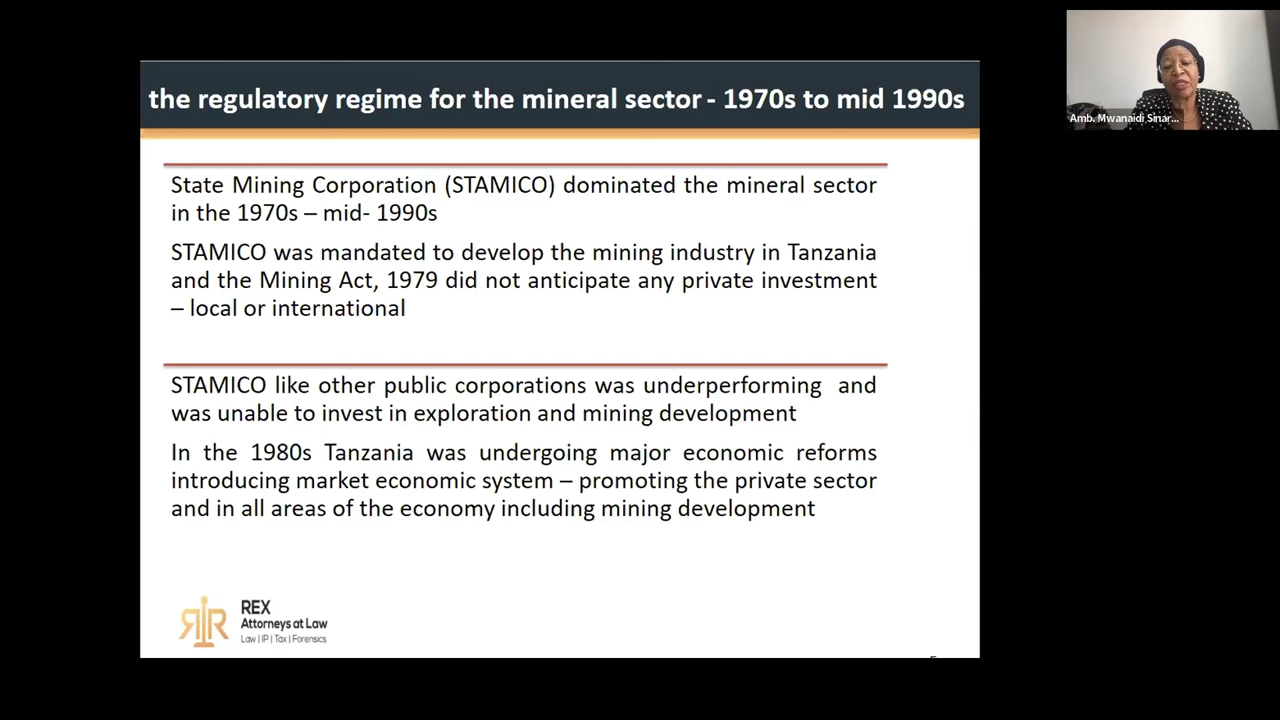 the regulatory regime for the mineral sector - 1970s to mid 1990s
Amb. Mwanaidi Sinar...
State Mining Corporation (STAMICO) dominated the mineral sector
in the 1970s – mid- 1990s
STAMICO was mandated to develop the mining industry in Tanzania
and the Mining Act, 1979 did not anticipate any private investment
– local or international
STAMICO like other public corporations was underperforming and
was unable to invest in exploration and mining development
In the 1980s Tanzania was undergoing major economic reforms
introducing market economic system – promoting the private sector
and in all areas of the economy including mining development
REX
Attorneys at Law
Law | IP | Tax | Forensics